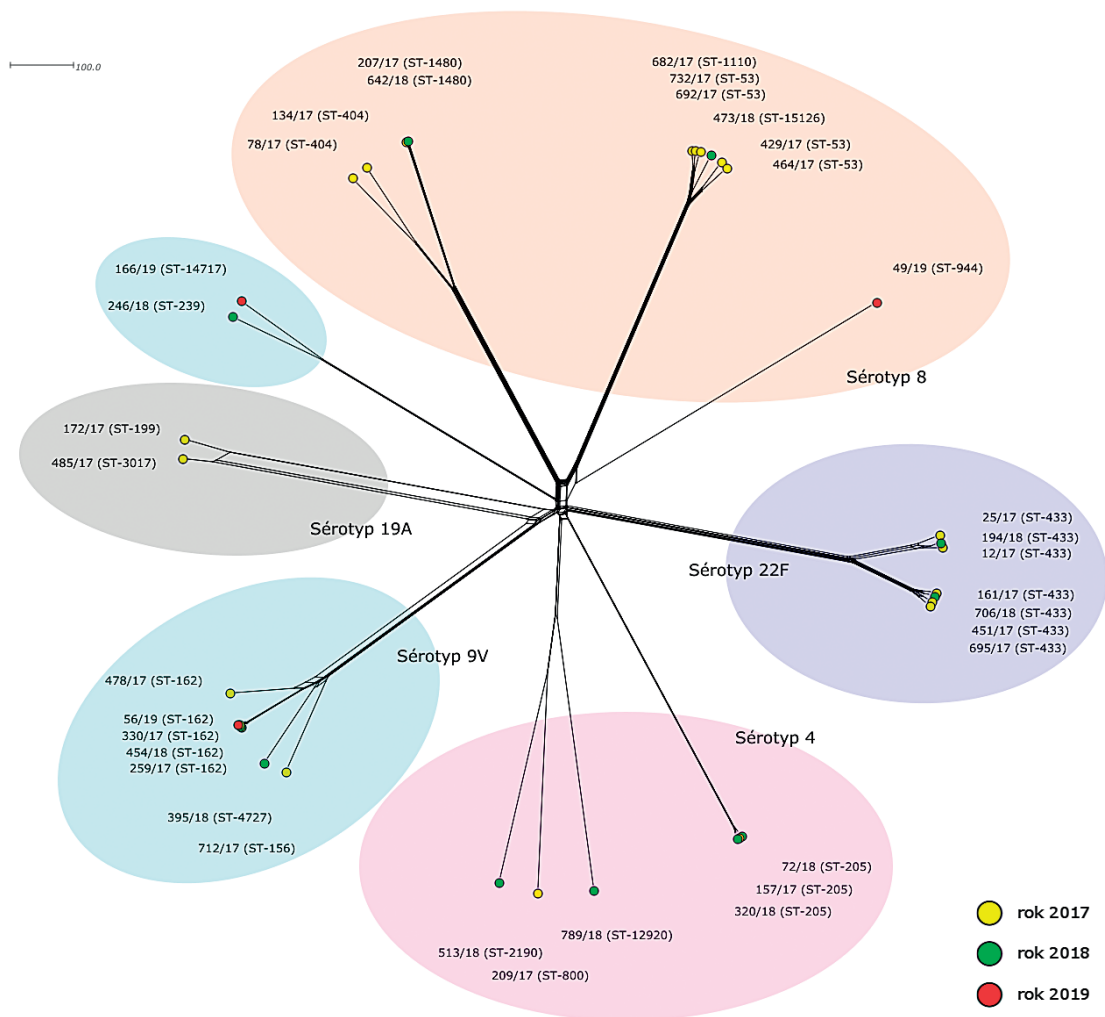 100.0
207/17 (ST-1480)
642/18 (ST-1480)
134/17 (ST-404)
78/17 (ST-404)
682/17 (ST-1110)
732/17 (ST-53)
692/17 (ST-53)
473/18 (ST-15126)
429/17 (ST-53)
464/17 (ST-53)
49/19 (ST-944)
Sérotyp 8
166/19 (ST-14717)
246/18 (ST-239)
172/17 (ST-199)
485/17 (ST-3017)
Sérotyp 19A
25/17 (ST-433)
194/18 (ST-433)
12/17 (ST-433)
161/17 (ST-433)
706/18 (ST-433)
451/17 (ST-433)
695/17 (ST-433)
Sérotyp 22F
Sérotyp 9V
478/17 (ST-162)
56/19 (ST-162)
330/17 (ST-162)
454/18 (ST-162)
259/17 (ST-162)
395/18 (ST-4727)
712/17 (ST-156)
Sérotyp 4
72/18 (ST-205)
157/17 (ST-205)
320/18 (ST-205)
789/18 (ST-12920)
513/18 (ST-2190)
209/17 (ST-800)
rok 2017
rok 2018
rok 2019